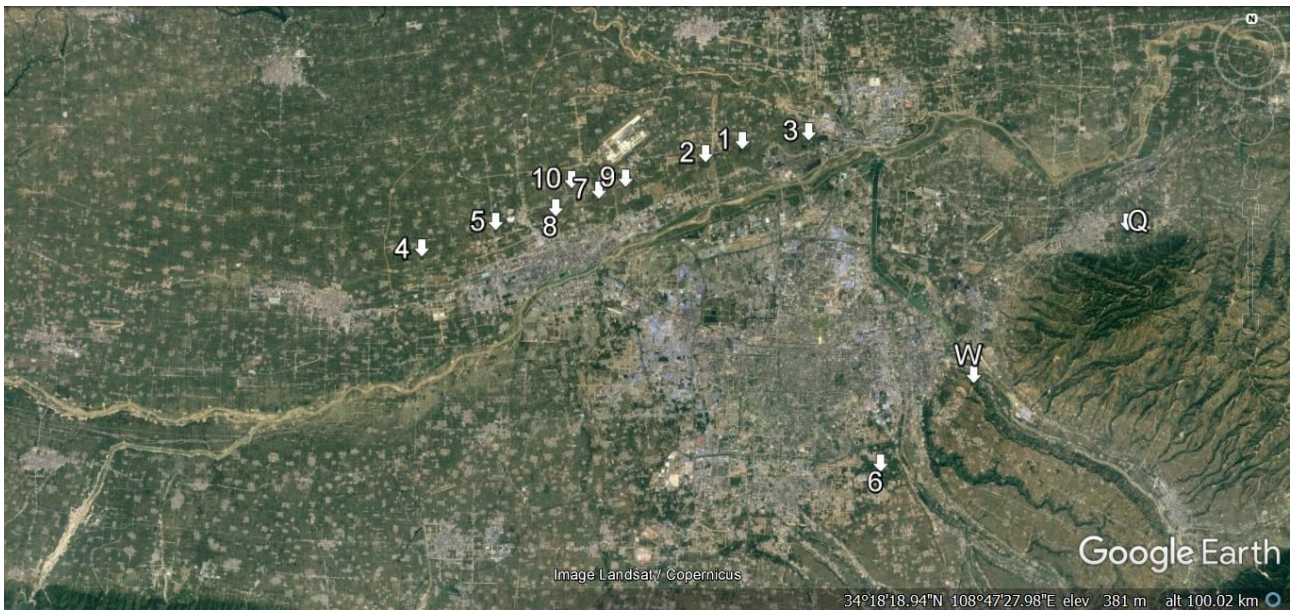 N
3
1
2
10
9
7
5
8
4
Q
W
6
Google Earth
Image Landsat / Copernicus
34°18'18.94"N 108°47'27.98"E elev 381 m alt 100.02 km